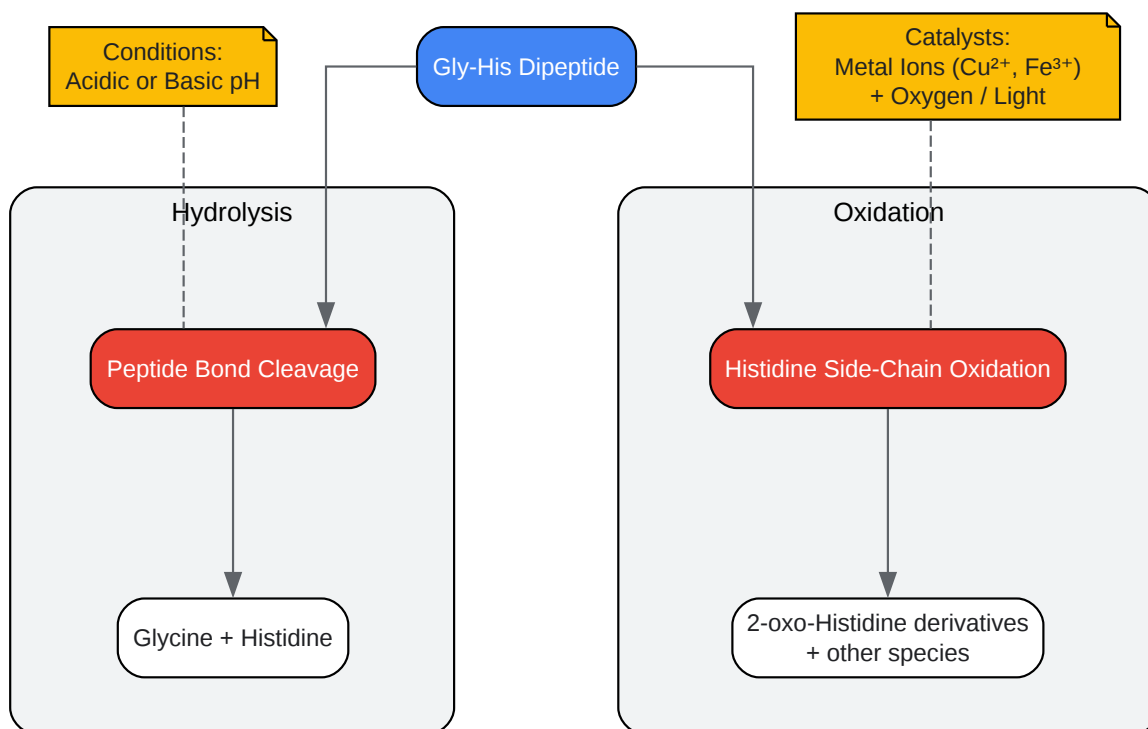 Conditions:
Acidic or Basic pH
Gly-His Dipeptide
Catalysts:
Metal Ions (Cu²⁺, Fe³⁺)
+ Oxygen / Light
Hydrolysis
Oxidation
Peptide Bond Cleavage
Histidine Side-Chain Oxidation
Glycine + Histidine
2-oxo-Histidine derivatives
+ other species